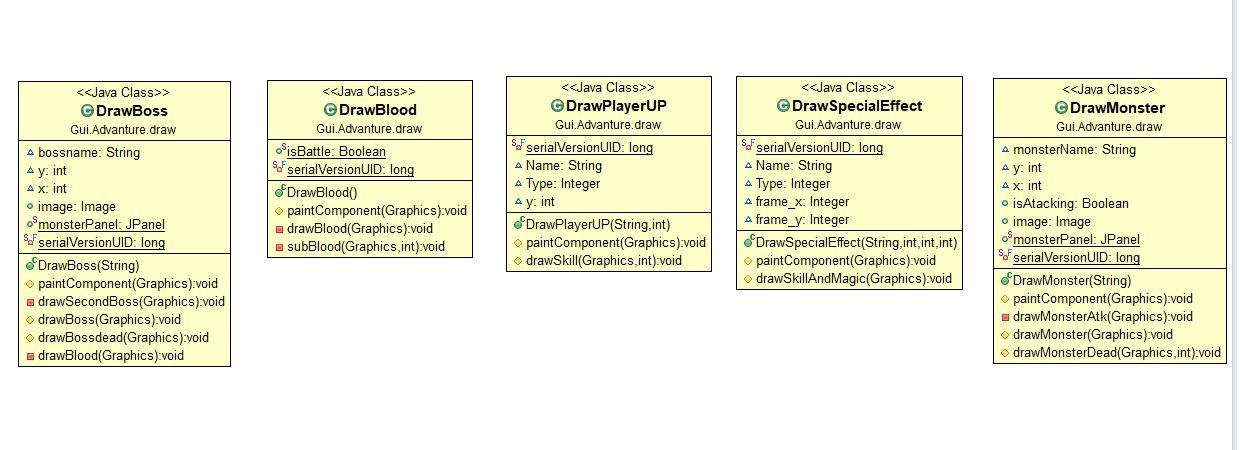 <<Java Class>>
DrawBoss
Gui.Advanture.draw
bossname: String
y: int
x: int
image: Image
monsterPanel: JPanel
serialVersionUID: long
DrawBoss(String)
paintComponent(Graphics):void
drawSecondBoss(Graphics):void
drawBoss(Graphics):void
drawBossdead(Graphics):void
drawBlood(Graphics):void
<<Java Class>>
DrawBlood
Gui.Advanture.draw
isBattle: Boolean
serialVersionUID: long
DrawBlood()
paintComponent(Graphics):void
drawBlood(Graphics):void
subBlood(Graphics,int):void
<<Java Class>>
DrawPlayerUP
Gui.Advanture.draw
serialVersionUID: long
Name: String
Type: Integer
y: int
DrawPlayerUP(String,int)
paintComponent(Graphics):void
drawSkill(Graphics,int):void
<<Java Class>>
DrawSpecialEffect
Gui.Advanture.draw
serialVersionUID: long
Name: String
Type: Integer
frame_x: Integer
frame_y: Integer
DrawSpecialEffect(String,int,int,int)
paintComponent(Graphics):void
drawSkillAndMagic(Graphics):void
<<Java Class>>
DrawMonster
Gui.Advanture.draw
monsterName: String
y: int
x: int
isAtacking: Boolean
image: Image
monsterPanel: JPanel
serialVersionUID: long
DrawMonster(String)
paintComponent(Graphics):void
drawMonsterAtk(Graphics):void
drawMonster(Graphics):void
drawMonsterDead(Graphics,int):void